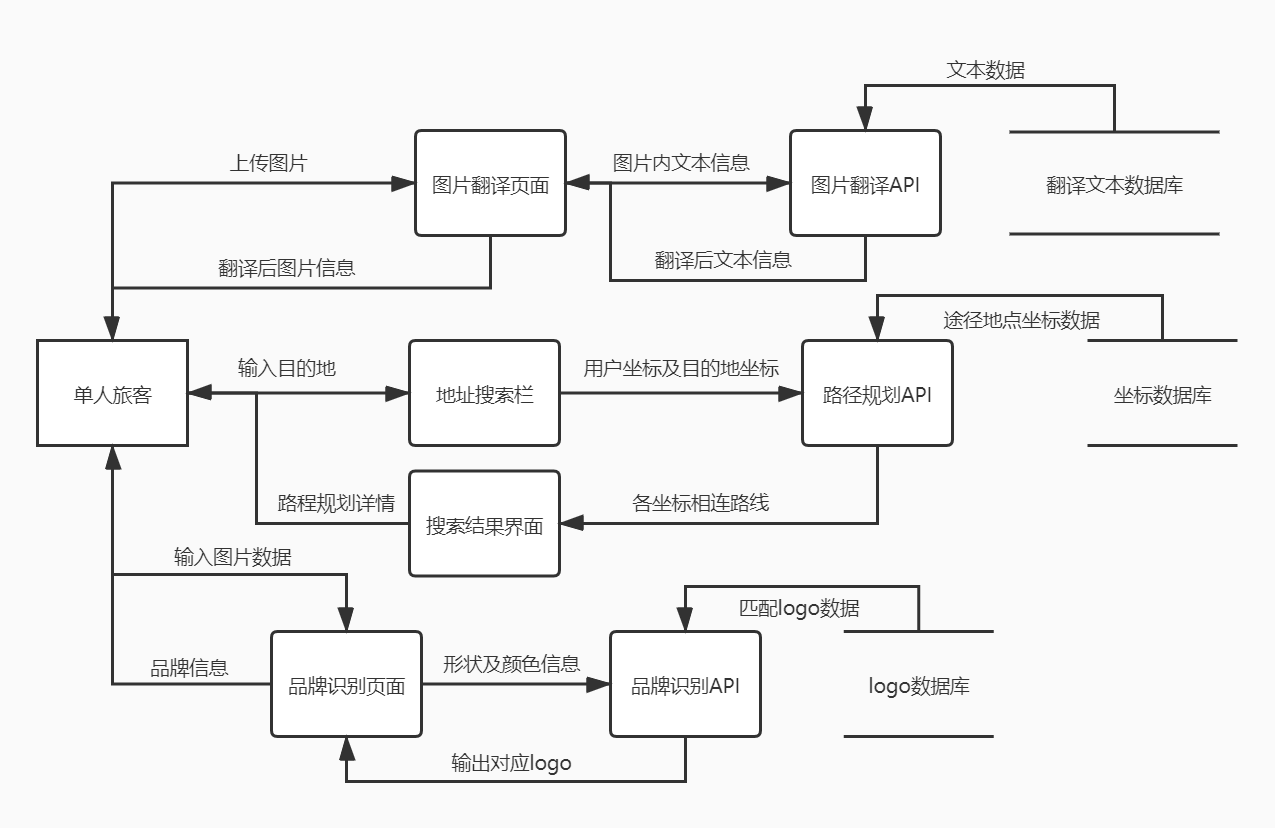 文本数据
上传图片
图片内文本信息
图片翻译页面
图片翻译API
翻译文本数据库
翻译后图片信息
翻译后文本信息
途径地点坐标数据
输入目的地
用户坐标及目的地坐标
单人旅客
地址搜索栏
路径规划API
坐标数据库
路程规划详情
各坐标相连路线
搜索结果界面
输入图片数据
匹配logo数据
品牌信息
形状及颜色信息
品牌识别页面
品牌识别API
logo数据库
输出对应logo